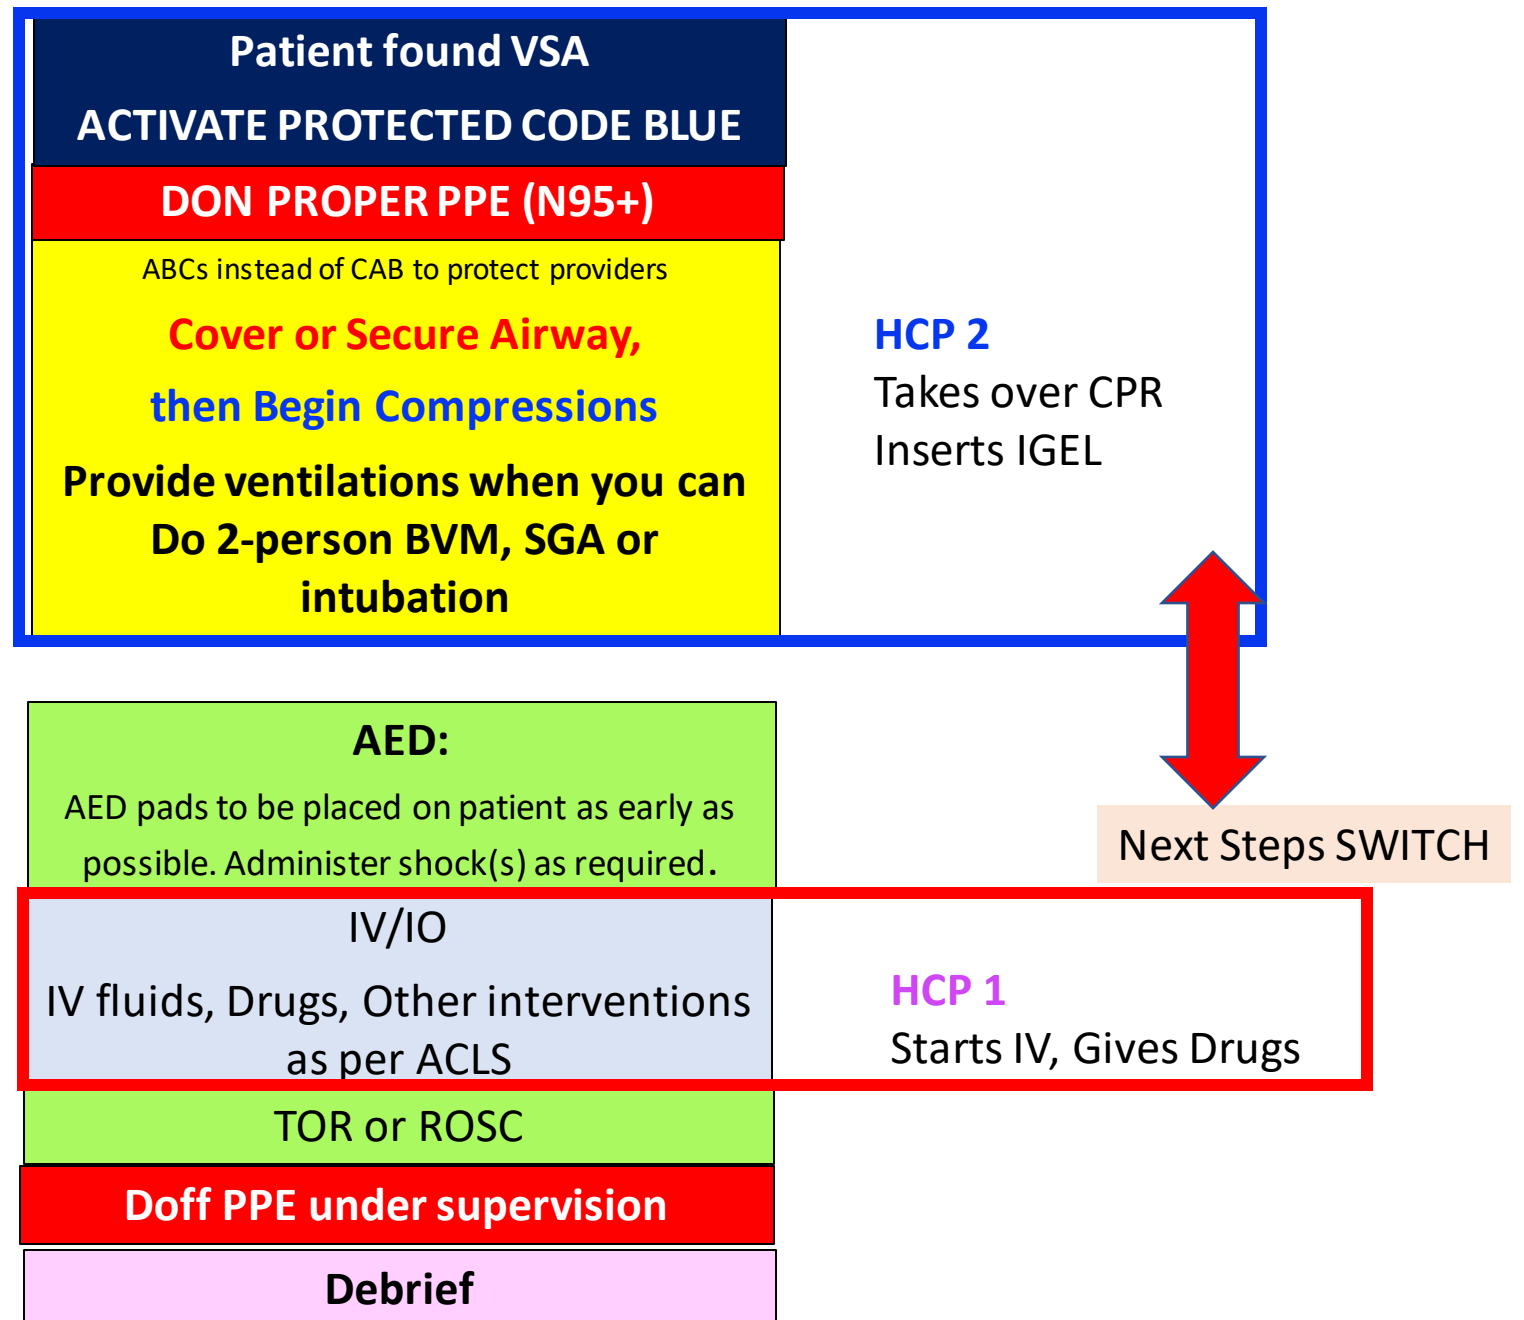 Patient found VSA
ACTIVATE PROTECTED CODE BLUE
DON PROPER PPE (N95+)
ABCs instead of CAB to protect providers
Cover or Secure Airway,
then Begin Compressions
Provide ventilations when you can
Do 2-person BVM, SGA or
intubation
HCP 2
Takes over CPR
Inserts IGEL
AED:
AED pads to be placed on patient as early as
possible. Administer shock(s) as required.
Next Steps SWITCH
IV/IO
IV fluids, Drugs, Other interventions
as per ACLS
HCP 1
Starts IV, Gives Drugs
TOR or ROSC
Doff PPE under supervision
Debrief